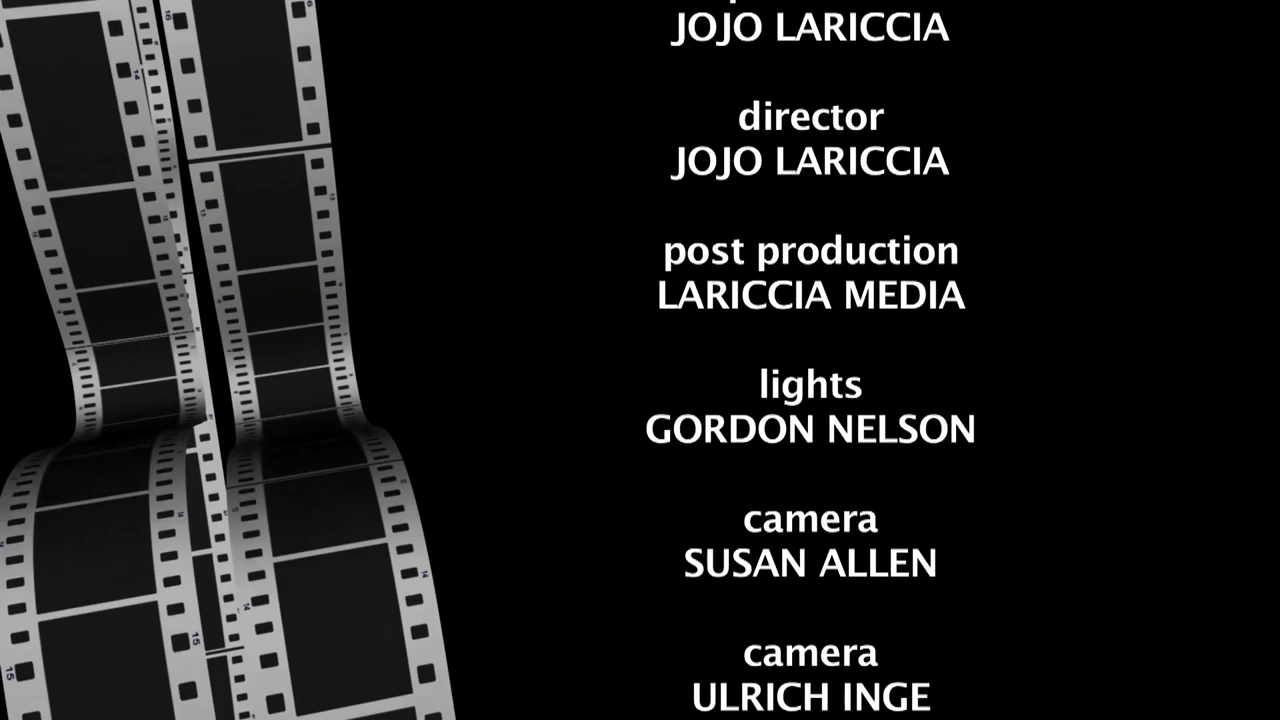 JOJO LARICCIA
director
JOJO LARICCIA
post production
LARICCIA MEDIA
lights
GORDON NELSON
camera
SUSAN ALLEN
camera
ULRICH INGE